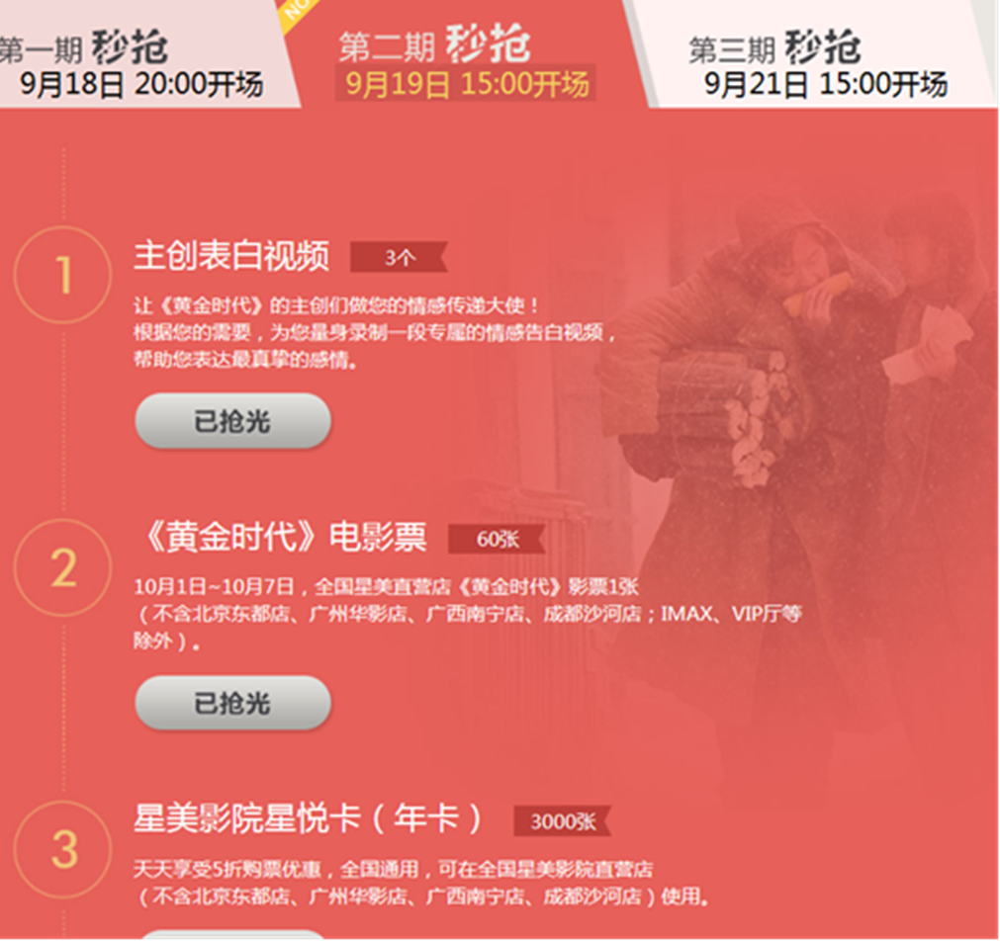 第一期 秒抢
9月18日 20:00开场
第二期 秒抢
9月19日 15:00开场
第三期 秒抢
9月21日 15:00开场
1
主创表白视频 3个
让《黄金时代》的主创们做您的情感传递大使！
根据您的需要，为您量身录制一段专属的情感告白视频，
帮助您表达最真挚的感情。
已抢光
2
《黄金时代》电影票 60张
10月1日~10月7日，全国星美直营店《黄金时代》影票1张
（不含北京东都店、广州华影店、广西南宁店、成都沙河店；IMAX、VIP厅等
除外）。
已抢光
3
星美影院星悦卡（年卡） 3000张
天天享受5折购票优惠，全国通用，可在全国星美影院直营店
（不含北京东都店、广州华影店、广西南宁店、成都沙河店）使用。